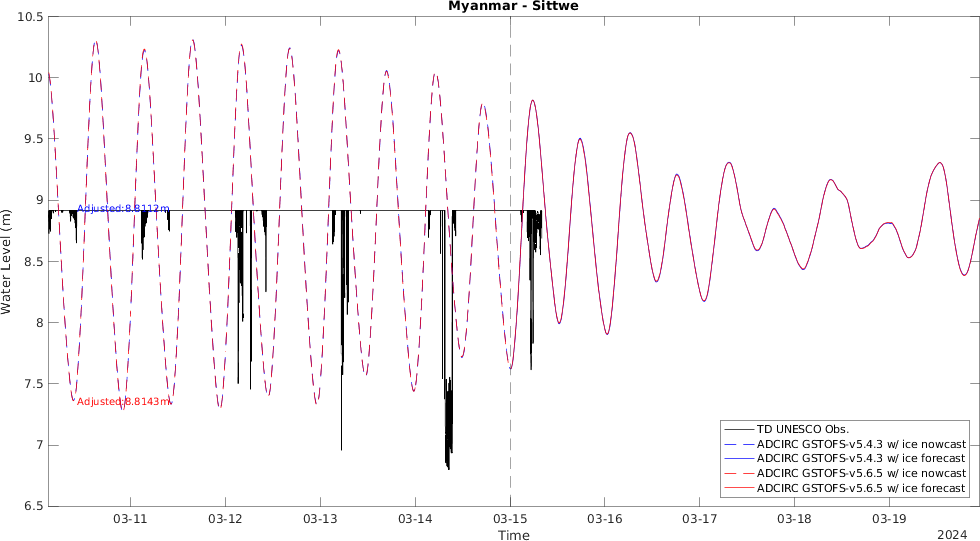 Myanmar - Sittwe
10.5
10
9.5
9
8.5
8
7.5
7
6.5
Water Level (m)
Adjusted:8.8112m
Adjusted:8.8143m
TD UNESCO Obs.
ADCIRC GSTOFS-v5.4.3 w/ ice nowcast
ADCIRC GSTOFS-v5.4.3 w/ ice forecast
ADCIRC GSTOFS-v5.6.5 w/ ice nowcast
ADCIRC GSTOFS-v5.6.5 w/ ice forecast
03-11 03-12 03-13 03-14 03-15 03-16 03-17 03-18 03-19
Time
2024